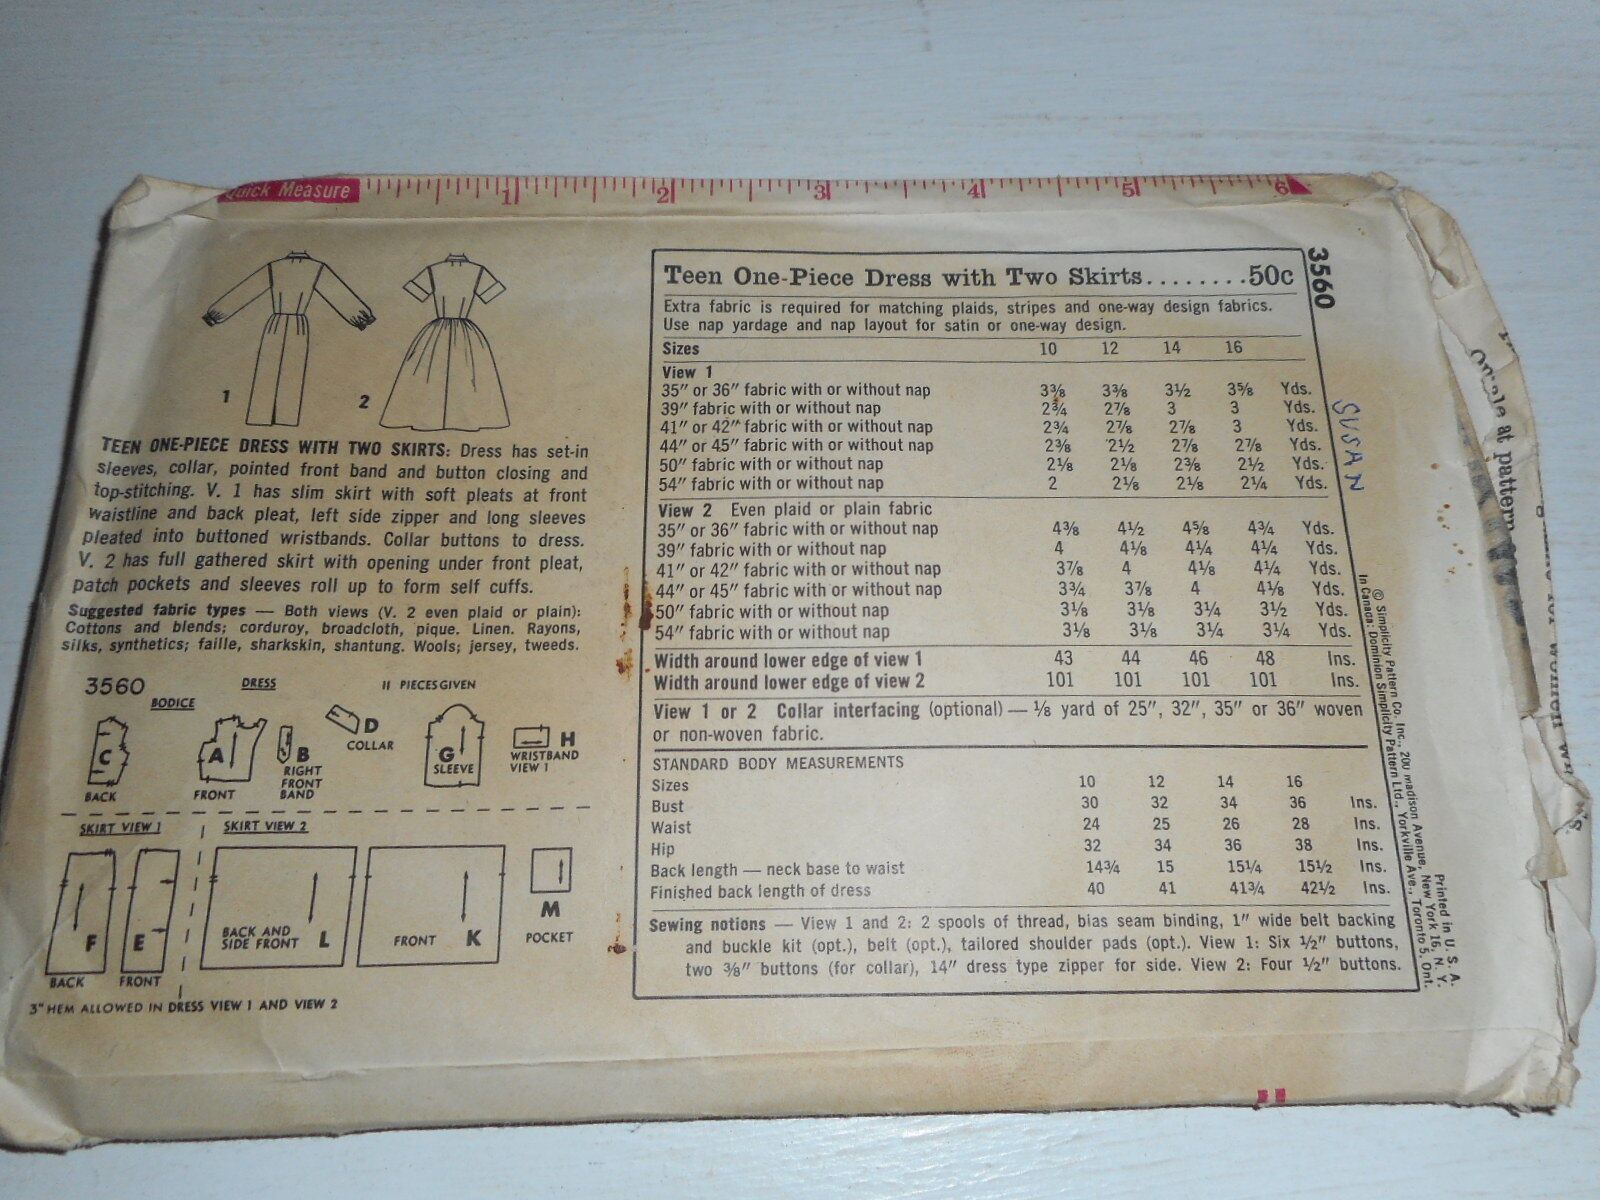 Quick Measure 1 2 3 4 5 6
1
2
TEEN ONE-PIECE DRESS WITH TWO SKIRTS: Dress has set-in
sleeves, collar, pointed front band and button closing and
top-stitching. V. 1 has slim skirt with soft pleats at front
waistline and back pleat, left side zipper and long sleeves
pleated into buttoned wristbands. Collar buttons to dress.
V. 2 has full gathered skirt with opening under front pleat,
patch pockets and sleeves roll up to form self cuffs.
Suggested fabric types — Both views (V. 2 even plaid or plain):
Cottons and blends; corduroy, broadcloth, pique. Linen. Rayons,
silks, synthetics; faille, sharkskin, shantung. Wools; jersey, tweeds.
3560 DRESS 11 PIECES GIVEN
BODICE
C
BACK
A
FRONT
B
RIGHT
FRONT
BAND
D
COLLAR
G
SLEEVE
H
WRISTBAND
VIEW 1
SKIRT VIEW 1
F
BACK
E
FRONT
SKIRT VIEW 2
BACK AND
SIDE FRONT L
FRONT K
M
POCKET
3" HEM ALLOWED IN DRESS VIEW 1 AND VIEW 2
Teen One-Piece Dress with Two Skirts........50c
Extra fabric is required for matching plaids, stripes and one-way design fabrics.
Use nap yardage and nap layout for satin or one-way design.
Sizes 10 12 14 16
View 1
35" or 36" fabric with or without nap 3⅜ 3⅜ 3½ 3⅝ Yds.
39" fabric with or without nap 2¾ 2⅞ 3 3 Yds.
41" or 42" fabric with or without nap 2¾ 2⅞ 2⅞ 3 Yds.
44" or 45" fabric with or without nap 2⅜ 2½ 2⅞ 2⅞ Yds.
50" fabric with or without nap 2⅛ 2⅛ 2⅜ 2½ Yds.
54" fabric with or without nap 2 2⅛ 2⅛ 2¼ Yds.
View 2 Even plaid or plain fabric
35" or 36" fabric with or without nap 4⅜ 4½ 4⅝ 4¾ Yds.
39" fabric with or without nap 4 4⅛ 4¼ 4¼ Yds.
41" or 42" fabric with or without nap 3⅞ 4 4⅛ 4¼ Yds.
44" or 45" fabric with or without nap 3¾ 3⅞ 4 4⅛ Yds.
50" fabric with or without nap 3⅛ 3⅛ 3¼ 3½ Yds.
54" fabric with or without nap 3⅛ 3⅛ 3¼ 3¼ Yds.
Width around lower edge of view 1 43 44 46 48 Ins.
Width around lower edge of view 2 101 101 101 101 Ins.
View 1 or 2 Collar interfacing (optional) — ⅛ yard of 25", 32", 35" or 36" woven
or non-woven fabric.
STANDARD BODY MEASUREMENTS
Sizes 10 12 14 16
Bust 30 32 34 36 Ins.
Waist 24 25 26 28 Ins.
Hip 32 34 36 38 Ins.
Back length — neck base to waist 14¾ 15 15¼ 15½ Ins.
Finished back length of dress 40 41 41¾ 42½ Ins.
Sewing notions — View 1 and 2: 2 spools of thread, bias seam binding, 1" wide belt backing
and buckle kit (opt.), belt (opt.), tailored shoulder pads (opt.). View 1: Six ½" buttons,
two ⅜" buttons (for collar), 14" dress type zipper for side. View 2: Four ½" buttons.
3560
SUSAN
© Simplicity Pattern Co. Inc., 200 Madison Avenue, New York 16, N. Y.
In Canada: Dominion Simplicity Pattern Ltd., Yorkville Ave., Toronto 5, Ont.
Printed in U. S. A.
at pattern